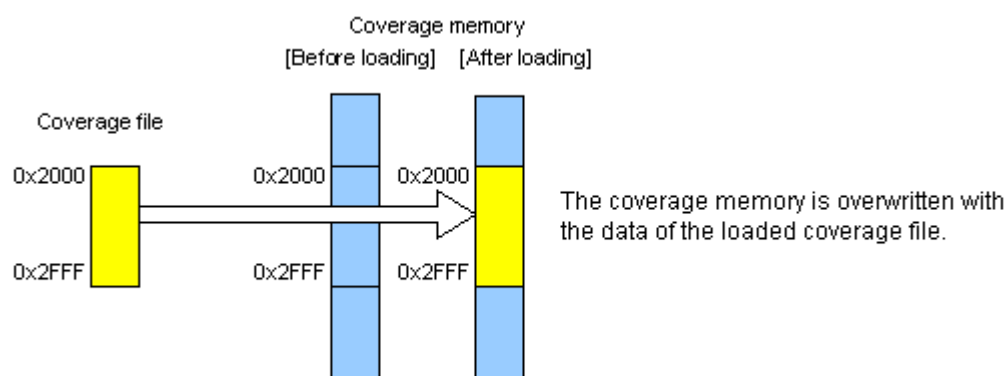 Coverage memory
[Before loading] [After loading]
Coverage file
0x2000 0x2000 0x2000
The coverage memory is overwritten with
the data of the loaded coverage file.
0x2FFF 0x2FFF 0x2FFF